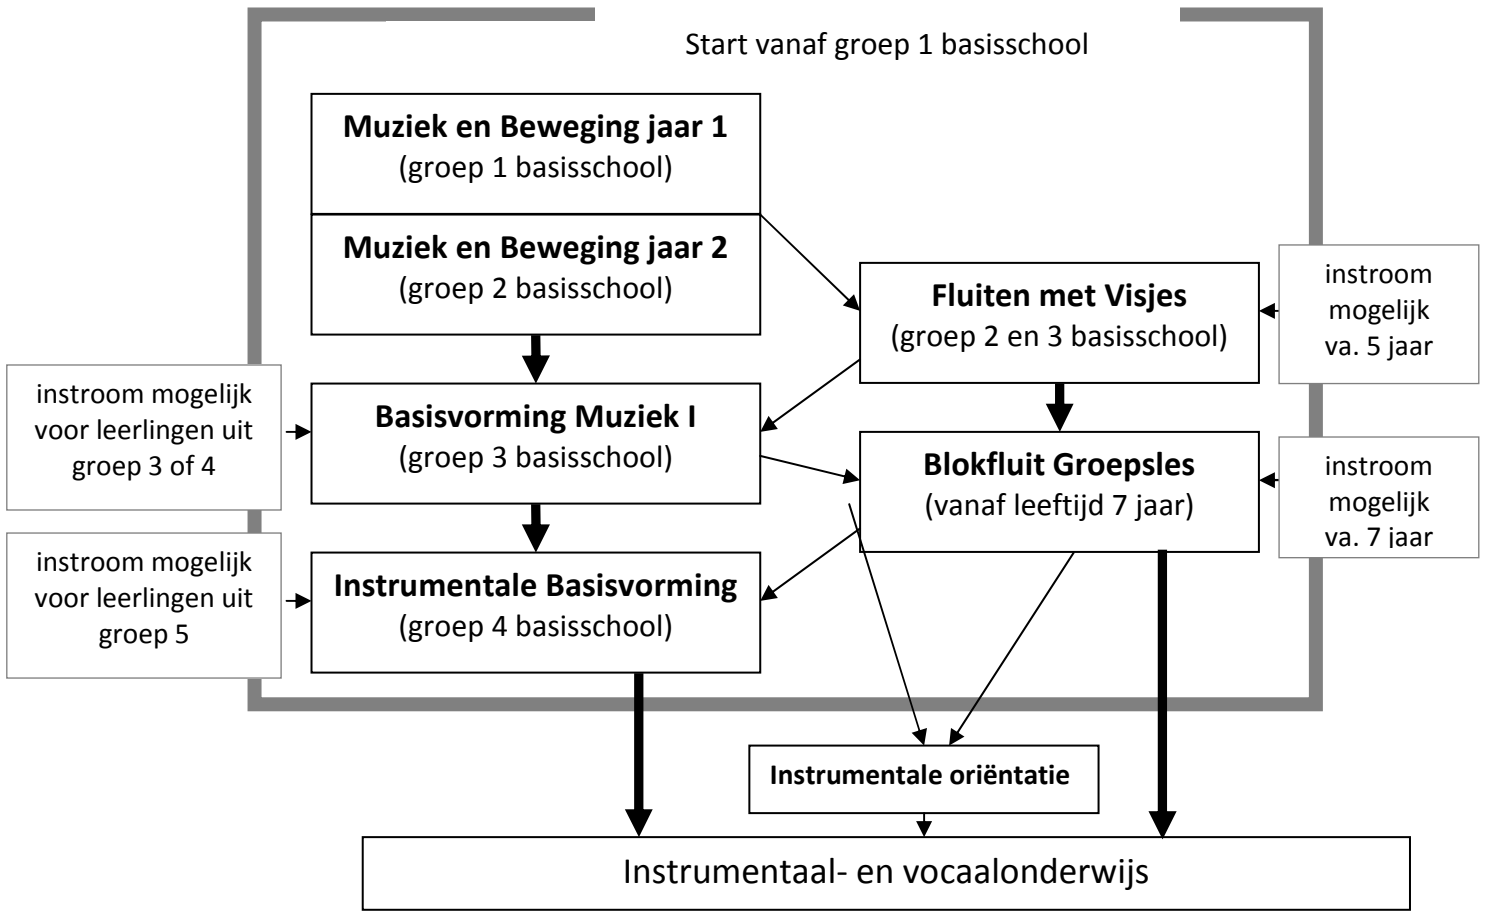 Start vanaf groep 1 basisschool
Muziek en Beweging jaar 1
(groep 1 basisschool)
Muziek en Beweging jaar 2
(groep 2 basisschool)
Fluiten met Visjes
(groep 2 en 3 basisschool)
instroom
mogelijk
va. 5 jaar
instroom mogelijk
voor leerlingen uit
groep 3 of 4
Basisvorming Muziek I
(groep 3 basisschool)
Blokfluit Groepsles
(vanaf leeftijd 7 jaar)
instroom
mogelijk
va. 7 jaar
instroom mogelijk
voor leerlingen uit
groep 5
Instrumentale Basisvorming
(groep 4 basisschool)
Instrumentale oriëntatie
Instrumentaal- en vocaalonderwijs